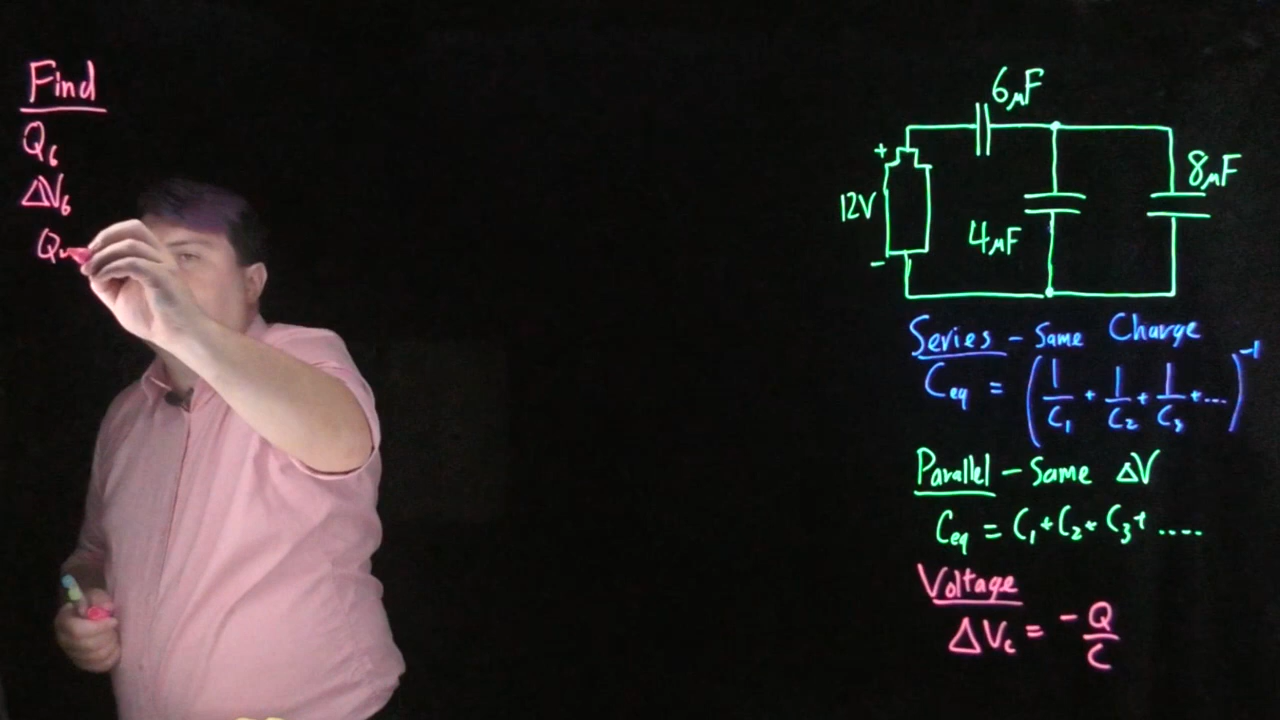 Find
Q₆
ΔV₆
Q
6μF
+
12V
-
4μF
8μF
Series - Same Charge
Ceq = (1/C₁ + 1/C₂ + 1/C₃ + ...)⁻¹
Parallel - Same ΔV
Ceq = C₁ + C₂ + C₃ + ....
Voltage
ΔVc = -Q/C